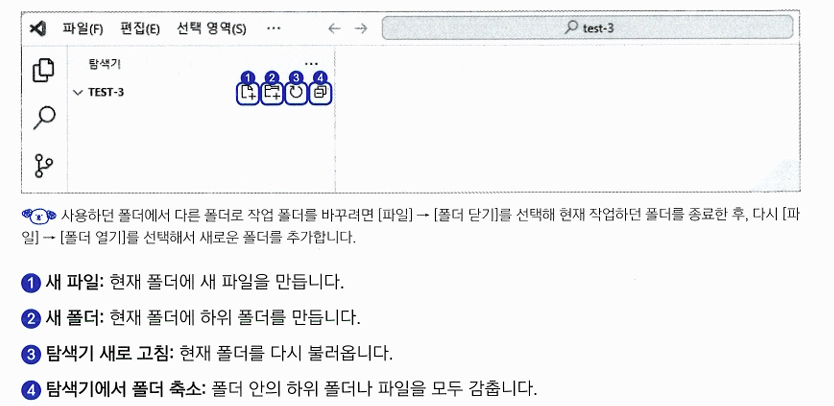 파일(F) 편집(E) 선택 영역(S) ··· ← → test-3
탐색기 ···
1 2 3 4
TEST-3
사용하던 폴더에서 다른 폴더로 작업 폴더를 바꾸려면 [파일] → [폴더 닫기]를 선택해 현재 작업하던 폴더를 종료한 후, 다시 [파
일] → [폴더 열기]를 선택해서 새로운 폴더를 추가합니다.
1 새 파일: 현재 폴더에 새 파일을 만듭니다.
2 새 폴더: 현재 폴더에 하위 폴더를 만듭니다.
3 탐색기 새로 고침: 현재 폴더를 다시 불러옵니다.
4 탐색기에서 폴더 축소: 폴더 안의 하위 폴더나 파일을 모두 감춥니다.